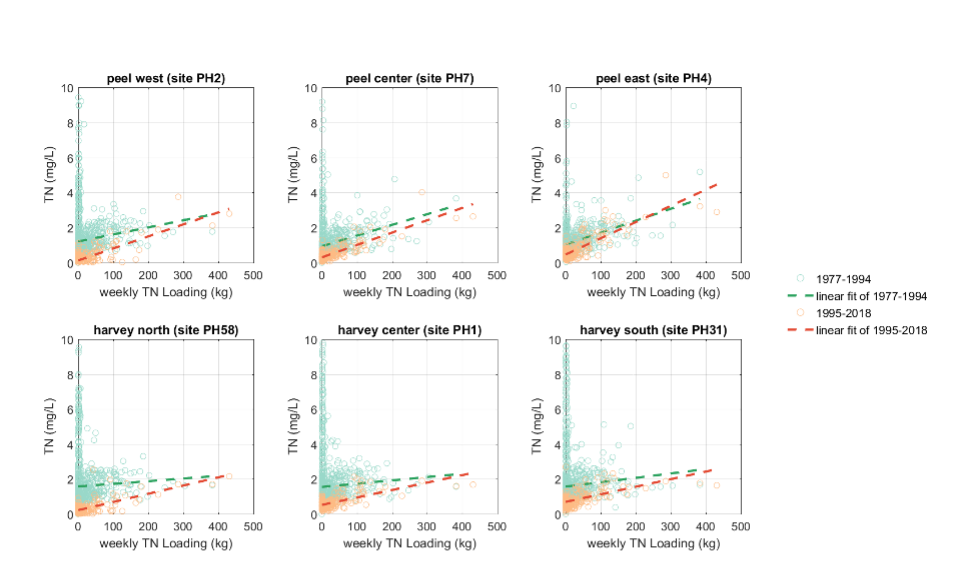 peel west (site PH2)
peel center (site PH7)
peel east (site PH4)
10
8
6
4
2
0
TN (mg/L)
0 100 200 300 400 500
weekly TN Loading (kg)
10
8
6
4
2
0
TN (mg/L)
0 100 200 300 400 500
weekly TN Loading (kg)
10
8
6
4
2
0
TN (mg/L)
0 100 200 300 400 500
weekly TN Loading (kg)
1977-1994
linear fit of 1977-1994
1995-2018
linear fit of 1995-2018
harvey north (site PH58)
harvey center (site PH1)
harvey south (site PH31)
10
8
6
4
2
0
TN (mg/L)
0 100 200 300 400 500
weekly TN Loading (kg)
10
8
6
4
2
0
TN (mg/L)
0 100 200 300 400 500
weekly TN Loading (kg)
10
8
6
4
2
0
TN (mg/L)
0 100 200 300 400 500
weekly TN Loading (kg)